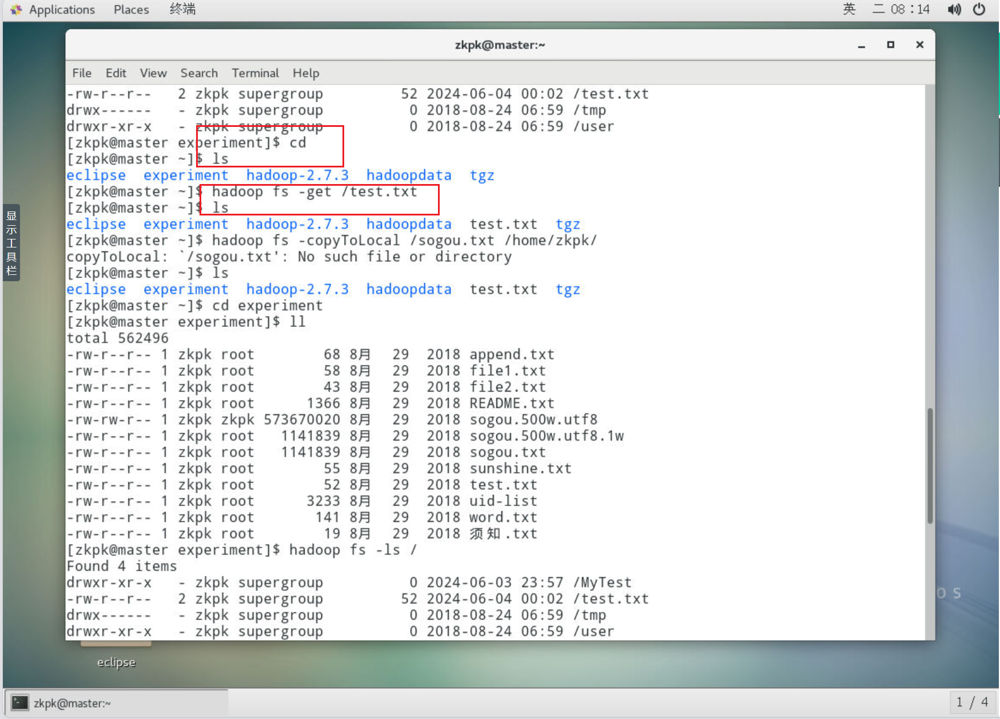 Applications Places 终端 英 二 08：14
zkpk@master:~
File Edit View Search Terminal Help
-rw-r--r--   2 zkpk supergroup         52 2024-06-04 00:02 /test.txt
drwx------   - zkpk supergroup          0 2018-08-24 06:59 /tmp
drwxr-xr-x   - zkpk supergroup          0 2018-08-24 06:59 /user
[zkpk@master experiment]$ cd
[zkpk@master ~]$ ls
eclipse  experiment  hadoop-2.7.3  hadoopdata  tgz
[zkpk@master ~]$ hadoop fs -get /test.txt
[zkpk@master ~]$ ls
eclipse  experiment  hadoop-2.7.3  hadoopdata  test.txt  tgz
[zkpk@master ~]$ hadoop fs -copyToLocal /sogou.txt /home/zkpk/
copyToLocal: `/sogou.txt': No such file or directory
[zkpk@master ~]$ ls
eclipse  experiment  hadoop-2.7.3  hadoopdata  test.txt  tgz
[zkpk@master ~]$ cd experiment
[zkpk@master experiment]$ ll
total 562496
-rw-r--r-- 1 zkpk root        68 8月  29  2018 append.txt
-rw-r--r-- 1 zkpk root        58 8月  29  2018 file1.txt
-rw-r--r-- 1 zkpk root        43 8月  29  2018 file2.txt
-rw-r--r-- 1 zkpk root      1366 8月  29  2018 README.txt
-rw-rw-r-- 1 zkpk zkpk 573670020 8月  29  2018 sogou.500w.utf8
-rw-r--r-- 1 zkpk root   1141839 8月  29  2018 sogou.500w.utf8.1w
-rw-r--r-- 1 zkpk root   1141839 8月  29  2018 sogou.txt
-rw-r--r-- 1 zkpk root        55 8月  29  2018 sunshine.txt
-rw-r--r-- 1 zkpk root        52 8月  29  2018 test.txt
-rw-r--r-- 1 zkpk root      3233 8月  29  2018 uid-list
-rw-r--r-- 1 zkpk root       141 8月  29  2018 word.txt
-rw-r--r-- 1 zkpk root        19 8月  29  2018 须知.txt
[zkpk@master experiment]$ hadoop fs -ls /
Found 4 items
drwxr-xr-x   - zkpk supergroup          0 2024-06-03 23:57 /MyTest
-rw-r--r--   2 zkpk supergroup         52 2024-06-04 00:02 /test.txt
drwx------   - zkpk supergroup          0 2018-08-24 06:59 /tmp
drwxr-xr-x   - zkpk supergroup          0 2018-08-24 06:59 /user
显示工具栏
O S
eclipse
zkpk@master:~ 1 / 4